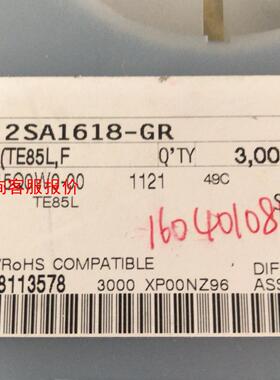 2SA1618-GR
(TE85L,F Q'TY 3,00
询客服报价
1121 49C
TE85L
16040108
/RoHS COMPATIBLE DIF
8113578 3000 XP00NZ96 ASS